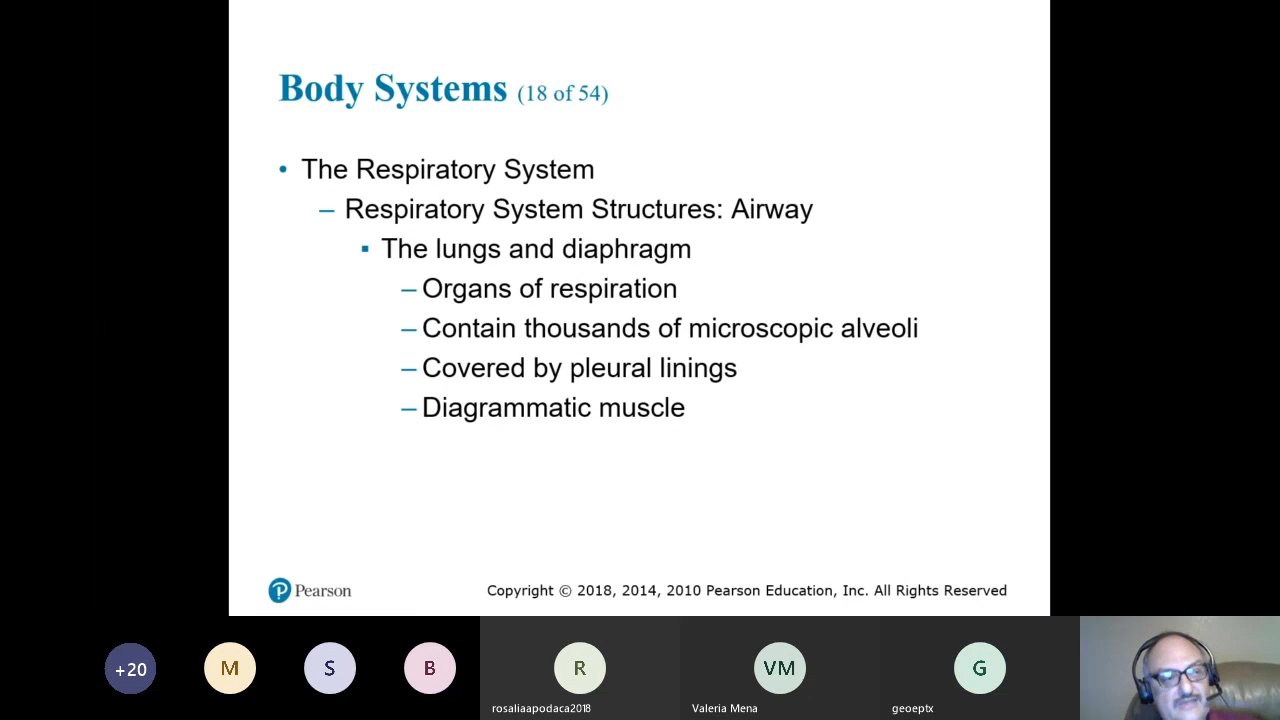 Body Systems (18 of 54)
• The Respiratory System
– Respiratory System Structures: Airway
▪ The lungs and diaphragm
– Organs of respiration
– Contain thousands of microscopic alveoli
– Covered by pleural linings
– Diagrammatic muscle
Pearson
Copyright © 2018, 2014, 2010 Pearson Education, Inc. All Rights Reserved
+20
M
S
B
R
VM
G
rosaliaapodaca2018
Valeria Mena
geoeptx